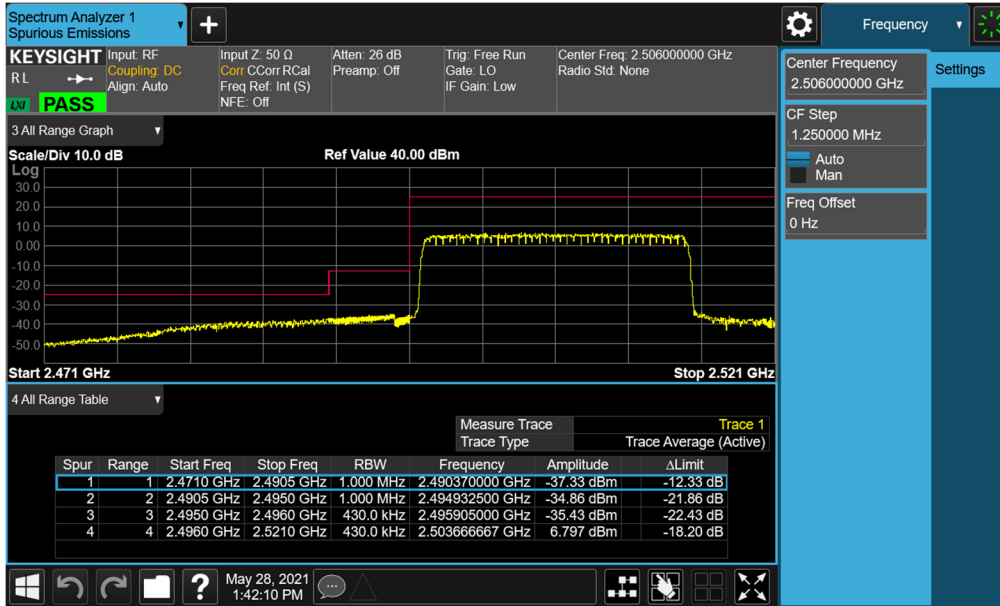 Spectrum Analyzer 1
Spurious Emissions
Frequency
KEYSIGHT
R L
LNI PASS
Input: RF
Coupling: DC
Align: Auto
Input Z: 50 Ω
Corr CCorr RCal
Freq Ref: Int (S)
NFE: Off
Atten: 26 dB
Preamp: Off
Trig: Free Run
Gate: LO
IF Gain: Low
Center Freq: 2.506000000 GHz
Radio Std: None
Center Frequency
2.506000000 GHz
Settings
CF Step
1.250000 MHz
Auto
Man
Freq Offset
0 Hz
3 All Range Graph
Scale/Div 10.0 dB Ref Value 40.00 dBm
Log
30.0
20.0
10.0
0.00
-10.0
-20.0
-30.0
-40.0
-50.0
Start 2.471 GHz Stop 2.521 GHz
4 All Range Table
Measure Trace Trace 1
Trace Type Trace Average (Active)
Spur Range Start Freq Stop Freq RBW Frequency Amplitude ΔLimit
1 1 2.4710 GHz 2.4905 GHz 1.000 MHz 2.490370000 GHz -37.33 dBm -12.33 dB
2 2 2.4905 GHz 2.4950 GHz 1.000 MHz 2.494932500 GHz -34.86 dBm -21.86 dB
3 3 2.4950 GHz 2.4960 GHz 430.0 kHz 2.495905000 GHz -35.43 dBm -22.43 dB
4 4 2.4960 GHz 2.5210 GHz 430.0 kHz 2.503666667 GHz 6.797 dBm -18.20 dB
May 28, 2021
1:42:10 PM